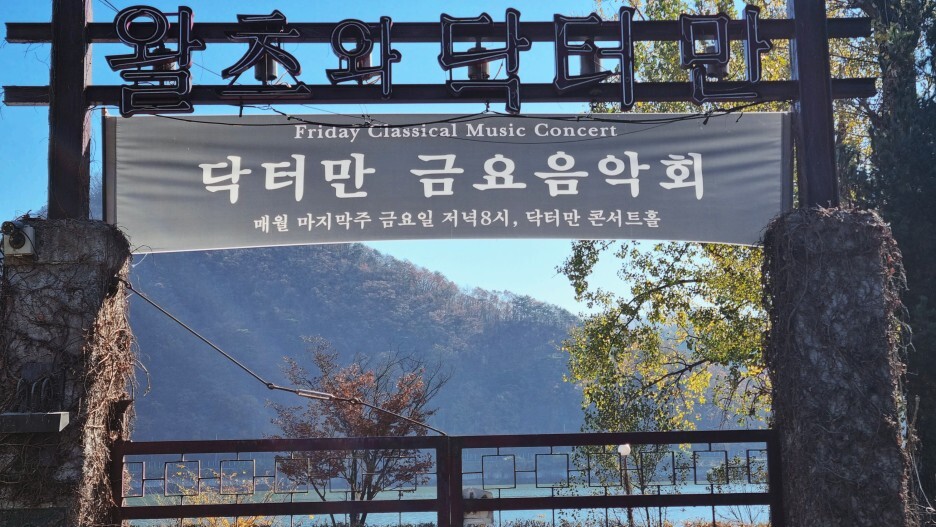 왈츠와 닥터만
Friday Classical Music Concert
닥터만 금요음악회
매월 마지막주 금요일 저녁8시, 닥터만 콘서트홀